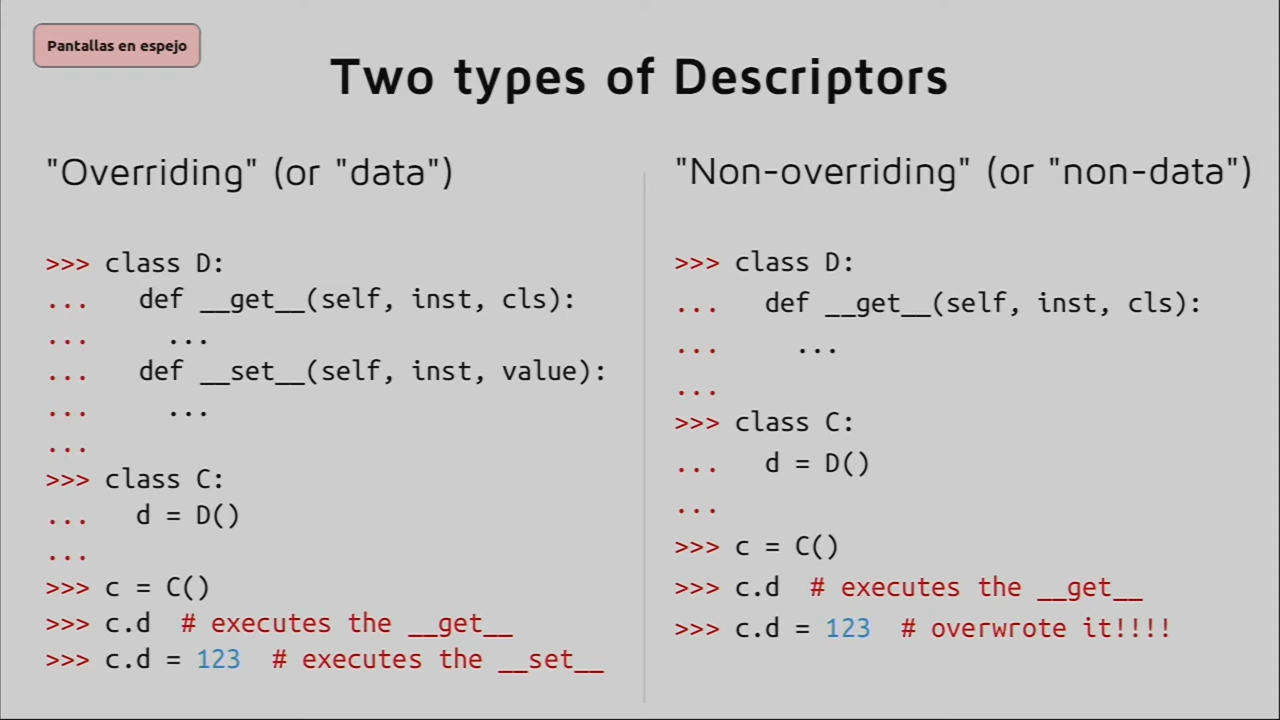 Pantallas en espejo
Two types of Descriptors
"Overriding" (or "data")
>>> class D:
...   def __get__(self, inst, cls):
...     ...
...   def __set__(self, inst, value):
...     ...
...
>>> class C:
...   d = D()
...
>>> c = C()
>>> c.d  # executes the __get__
>>> c.d = 123  # executes the __set__
"Non-overriding" (or "non-data")
>>> class D:
...   def __get__(self, inst, cls):
...     ...
...
>>> class C:
...   d = D()
...
>>> c = C()
>>> c.d  # executes the __get__
>>> c.d = 123  # overwrote it!!!!